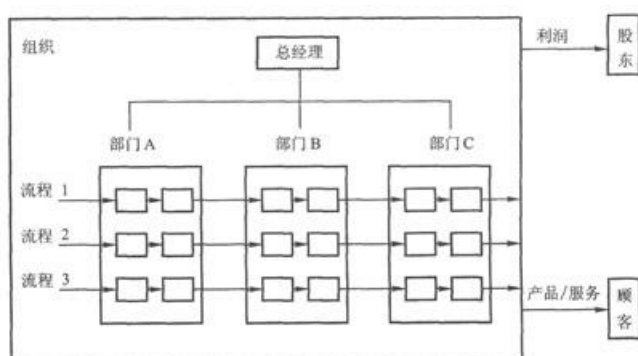 组织
总经理
利润
股东
部门A
部门B
部门C
流程 1
流程 2
流程 3
产品/服务
顾客